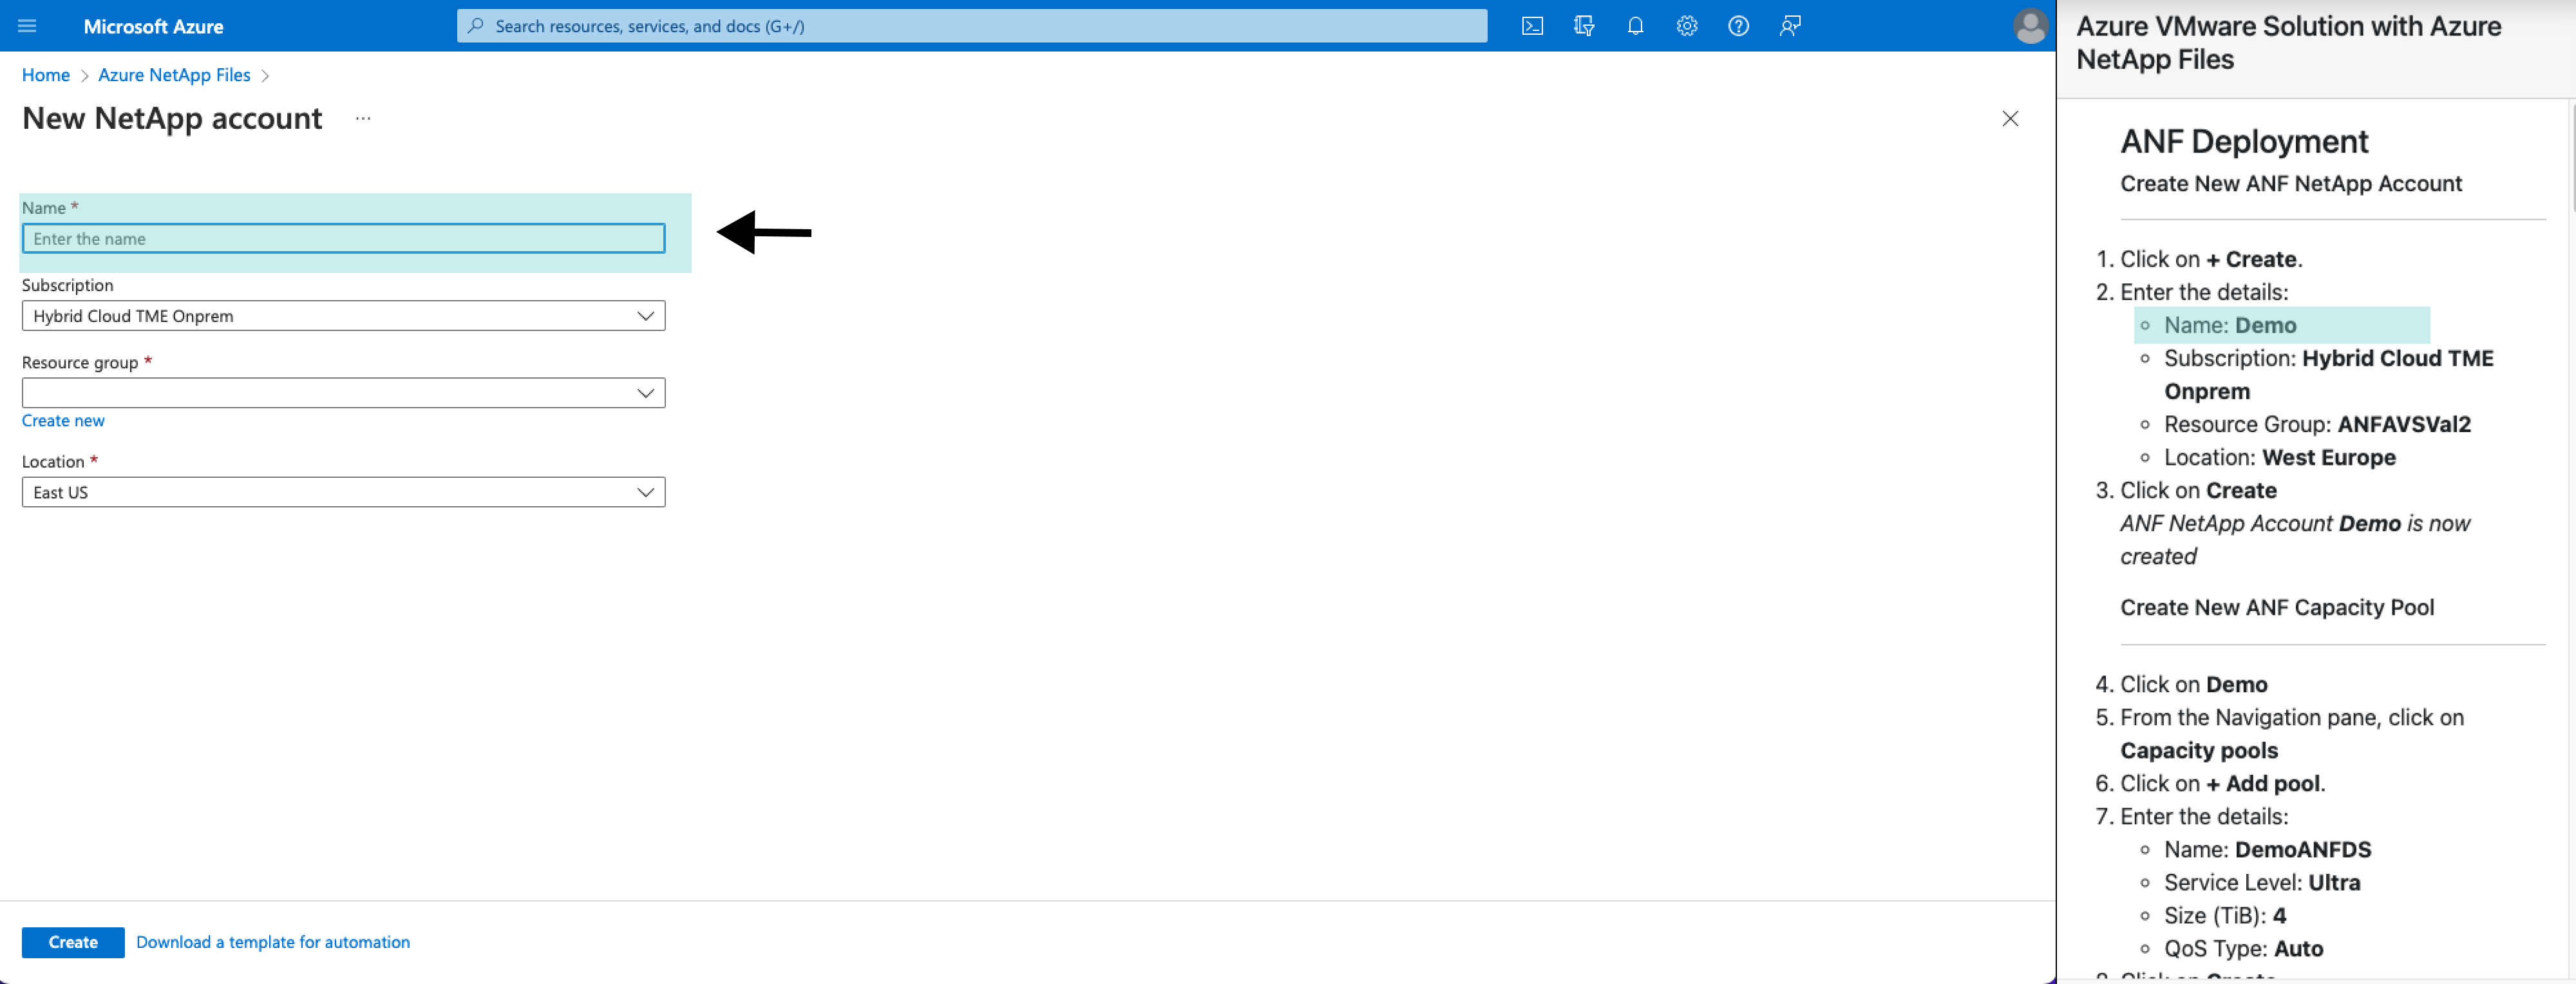 Microsoft Azure
Search resources, services, and docs (G+/)
Home > Azure NetApp Files >
New NetApp account ...
Name *
Enter the name
Subscription
Hybrid Cloud TME Onprem
Resource group *
Create new
Location *
East US
Create
Download a template for automation
Azure VMware Solution with Azure
NetApp Files
ANF Deployment
Create New ANF NetApp Account
1. Click on + Create.
2. Enter the details:
Name: Demo
Subscription: Hybrid Cloud TME
Onprem
Resource Group: ANFAVSVal2
Location: West Europe
3. Click on Create
ANF NetApp Account Demo is now
created
Create New ANF Capacity Pool
4. Click on Demo
5. From the Navigation pane, click on
Capacity pools
6. Click on + Add pool.
7. Enter the details:
Name: DemoANFDS
Service Level: Ultra
Size (TiB): 4
QoS Type: Auto
8. Click on Create